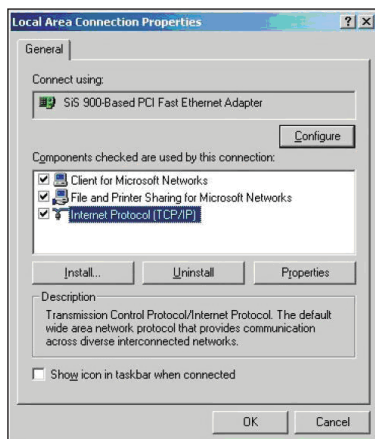 Local Area Connection Properties
General
Connect using:
SiS 900-Based PCI Fast Ethernet Adapter
Configure
Components checked are used by this connection:
Client for Microsoft Networks
File and Printer Sharing for Microsoft Networks
Internet Protocol (TCP/IP)
Install...
Uninstall
Properties
Description
Transmission Control Protocol/Internet Protocol. The default
wide area network protocol that provides communication
across diverse interconnected networks.
Show icon in taskbar when connected
OK
Cancel